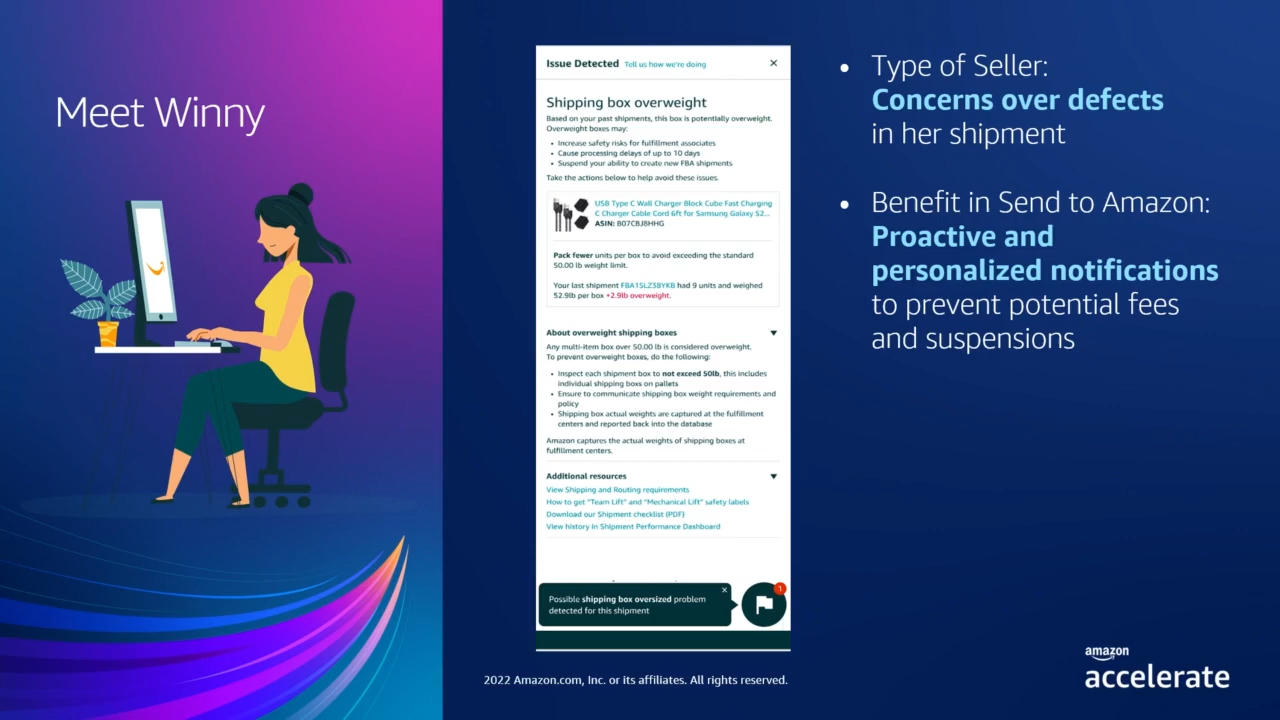 Meet Winny
Issue Detected Tell us how we're doing
Shipping box overweight
Based on your past shipments, this box is potentially overweight.
Overweight boxes may:
• Increase safety risks for fulfillment associates
• Cause processing delays of up to 10 days
• Suspend your ability to create new FBA shipments
Take the actions below to help avoid these issues.
USB Type C Wall Charger Block Cube Fast Charging
C Charger Cable Cord 6ft for Samsung Galaxy S2...
ASIN: B07CBJ8HHG
Pack fewer units per box to avoid exceeding the standard
50.00 lb weight limit.
Your last shipment FBA15LZ38YKB had 9 units and weighed
52.9lb per box +2.9lb overweight.
About overweight shipping boxes
Any multi-item box over 50.00 lb is considered overweight.
To prevent overweight boxes, do the following:
• Inspect each shipment box to not exceed 50lb, this includes
individual shipping boxs on pallets
• Ensure to communicate shipping box weight requirements and
policy
• Shipping box actual weights are captured at the fulfillment
centers and reported back into the database
Amazon captures the actual weights of shipping boxes at
fulfillment centers.
Additional resources
View Shipping and Routing requirements
How to get "Team Lift" and "Mechanical Lift" safety labels
Download our Shipment checklist (PDF)
View history in Shipment Performance Dashboard
Possible shipping box oversized problem
detected for this shipment
1
• Type of Seller:
Concerns over defects
in her shipment
• Benefit in Send to Amazon:
Proactive and
personalized notifications
to prevent potential fees
and suspensions
2022 Amazon.com, Inc. or its affiliates. All rights reserved.
amazon
accelerate